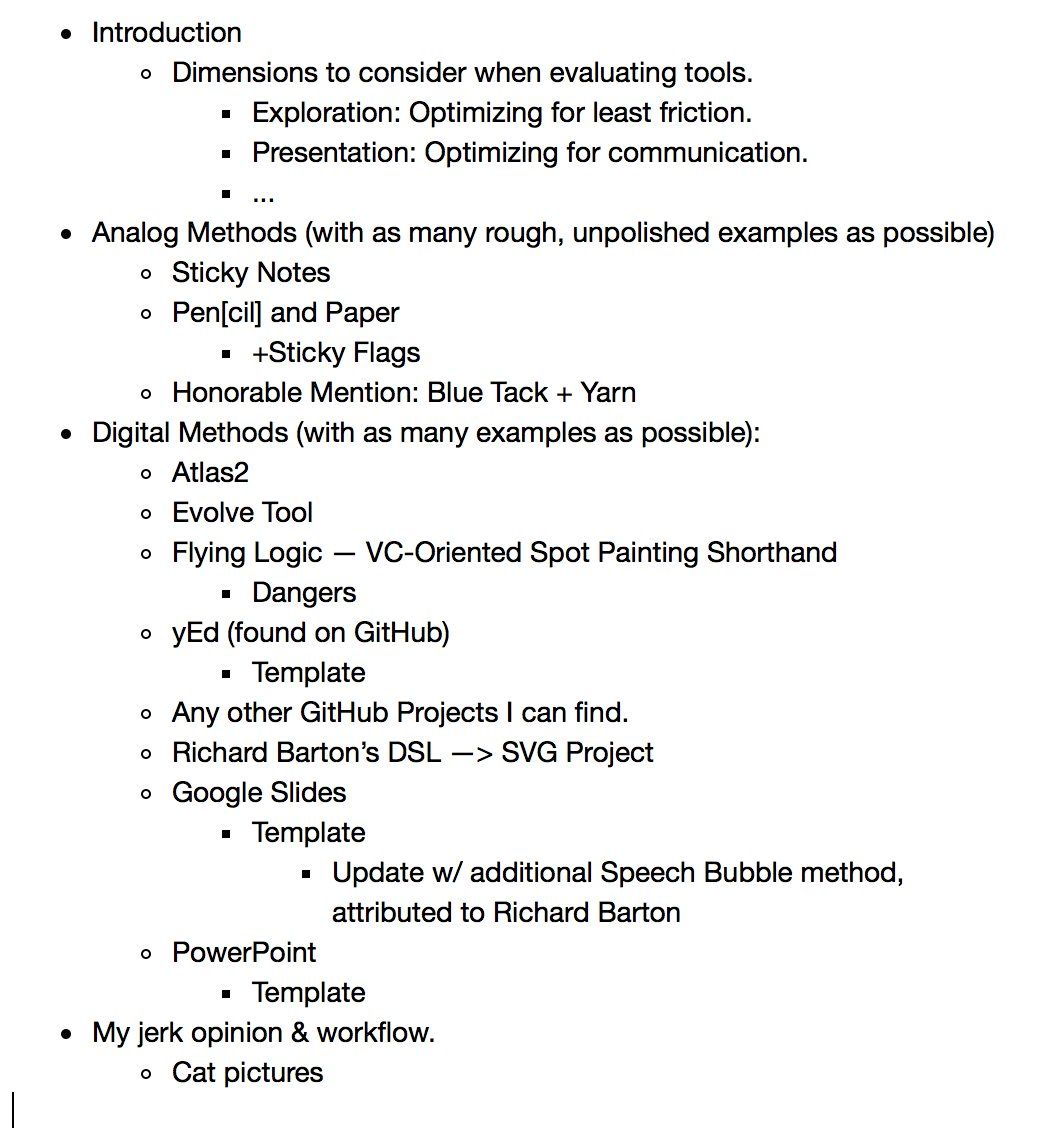 • Introduction
◦ Dimensions to consider when evaluating tools.
▪ Exploration: Optimizing for least friction.
▪ Presentation: Optimizing for communication.
▪ ...
• Analog Methods (with as many rough, unpolished examples as possible)
◦ Sticky Notes
◦ Pen[cil] and Paper
▪ +Sticky Flags
◦ Honorable Mention: Blue Tack + Yarn
• Digital Methods (with as many examples as possible):
◦ Atlas2
◦ Evolve Tool
◦ Flying Logic — VC-Oriented Spot Painting Shorthand
▪ Dangers
◦ yEd (found on GitHub)
▪ Template
◦ Any other GitHub Projects I can find.
◦ Richard Barton’s DSL —> SVG Project
◦ Google Slides
▪ Template
▪ Update w/ additional Speech Bubble method,
attributed to Richard Barton
◦ PowerPoint
▪ Template
• My jerk opinion & workflow.
◦ Cat pictures